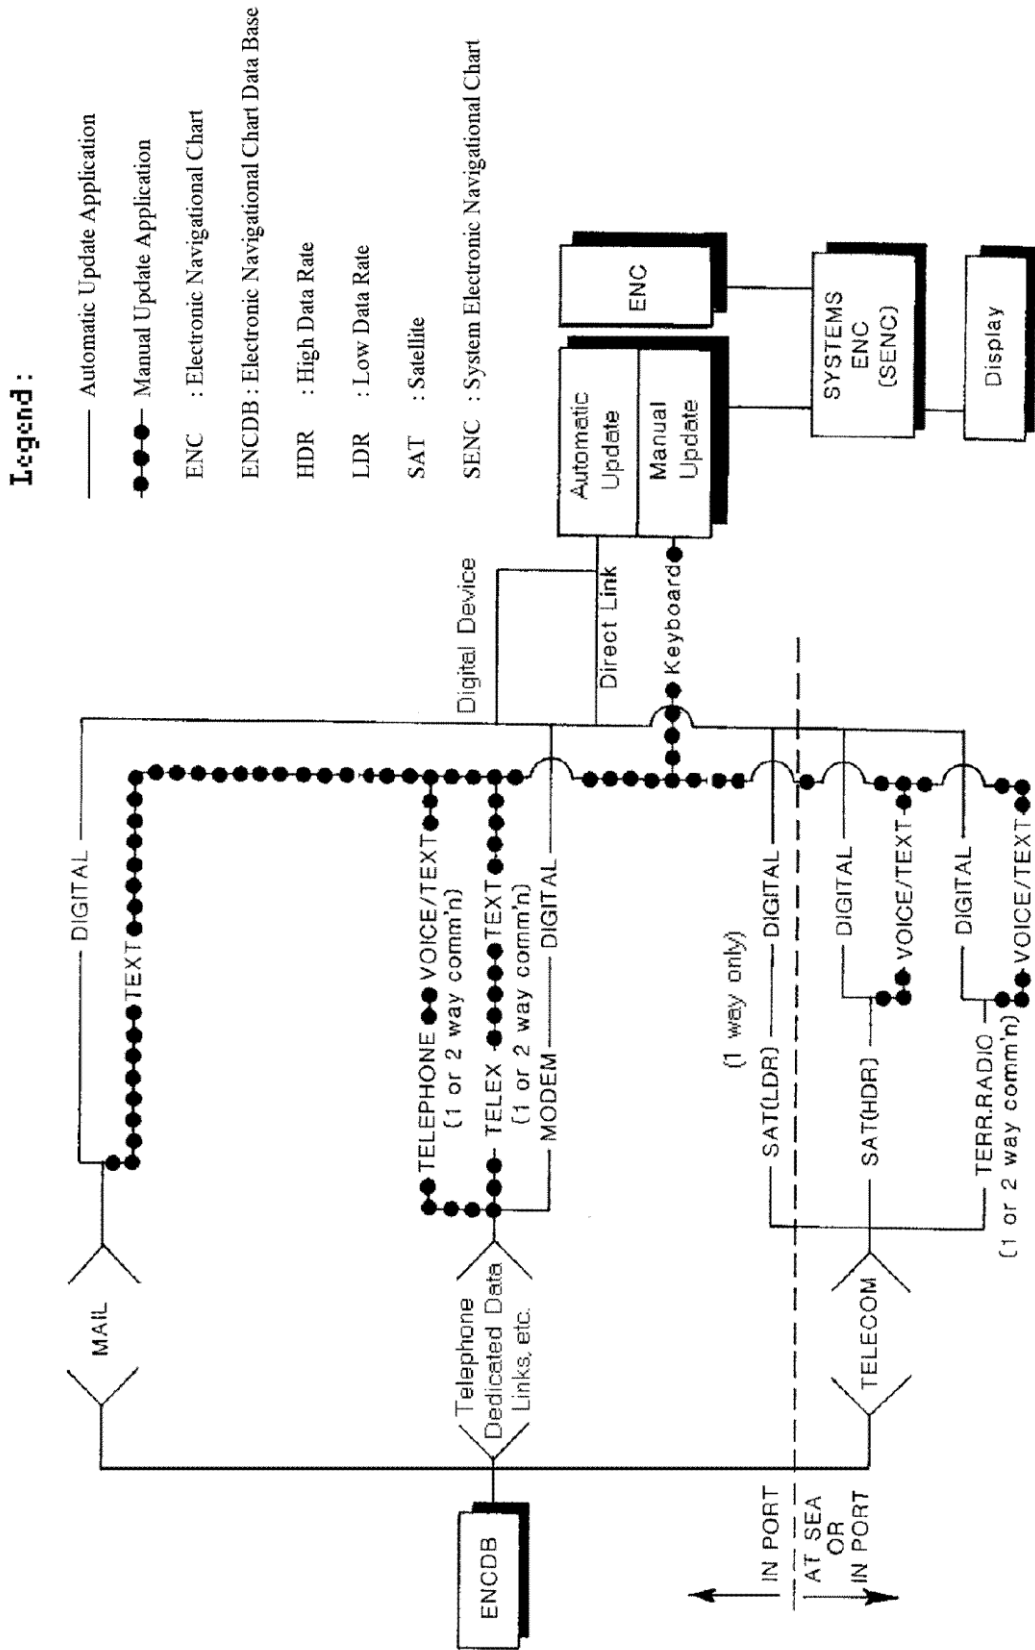 Legend :
Automatic Update Application
Manual Update Application
ENC : Electronic Navigational Chart
ENCDB : Electronic Navigational Chart Data Base
HDR : High Data Rate
LDR : Low Data Rate
SAT : Satellite
SENC : System Electronic Navigational Chart
ENCDB
MAIL
DIGITAL
TEXT
Telephone
Dedicated Data
Links, etc.
TELEPHONE VOICE/TEXT
(1 or 2 way comm'n)
TELEX TEXT
(1 or 2 way comm'n)
MODEM DIGITAL
Digital Device
Direct Link
Keyboard
Automatic
Update
Manual
Update
ENC
SYSTEMS
ENC
(SENC)
Display
(1 way only)
SAT(LDR) DIGITAL
IN PORT
AT SEA
OR
IN PORT
TELECOM
DIGITAL
SAT(HDR)
VOICE/TEXT
DIGITAL
TERR.RADIO
(1 or 2 way comm'n)
VOICE/TEXT